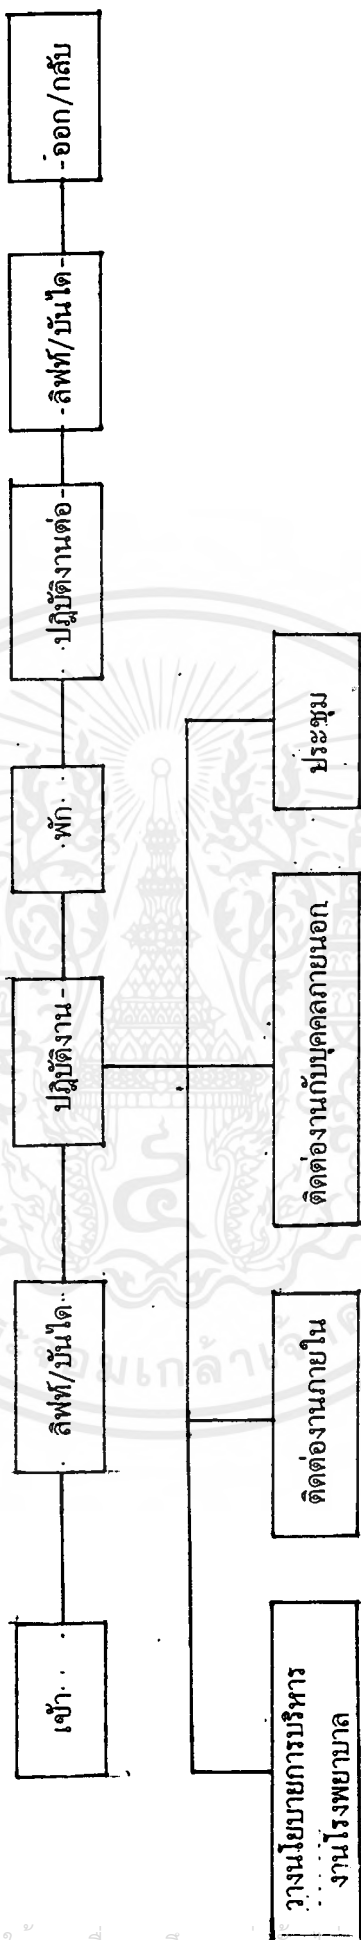 เข้า
ลิฟท์/บันได
ปฏิบัติงาน
พัก
ปฏิบัติงานต่อ
ลิฟท์/บันได
ออก/กลับ
วางนโยบายการบริหาร
งานโรงพยาบาล
ติดต่องานภายใน
ติดต่องานกับบุคคลภายนอก
ประชุม